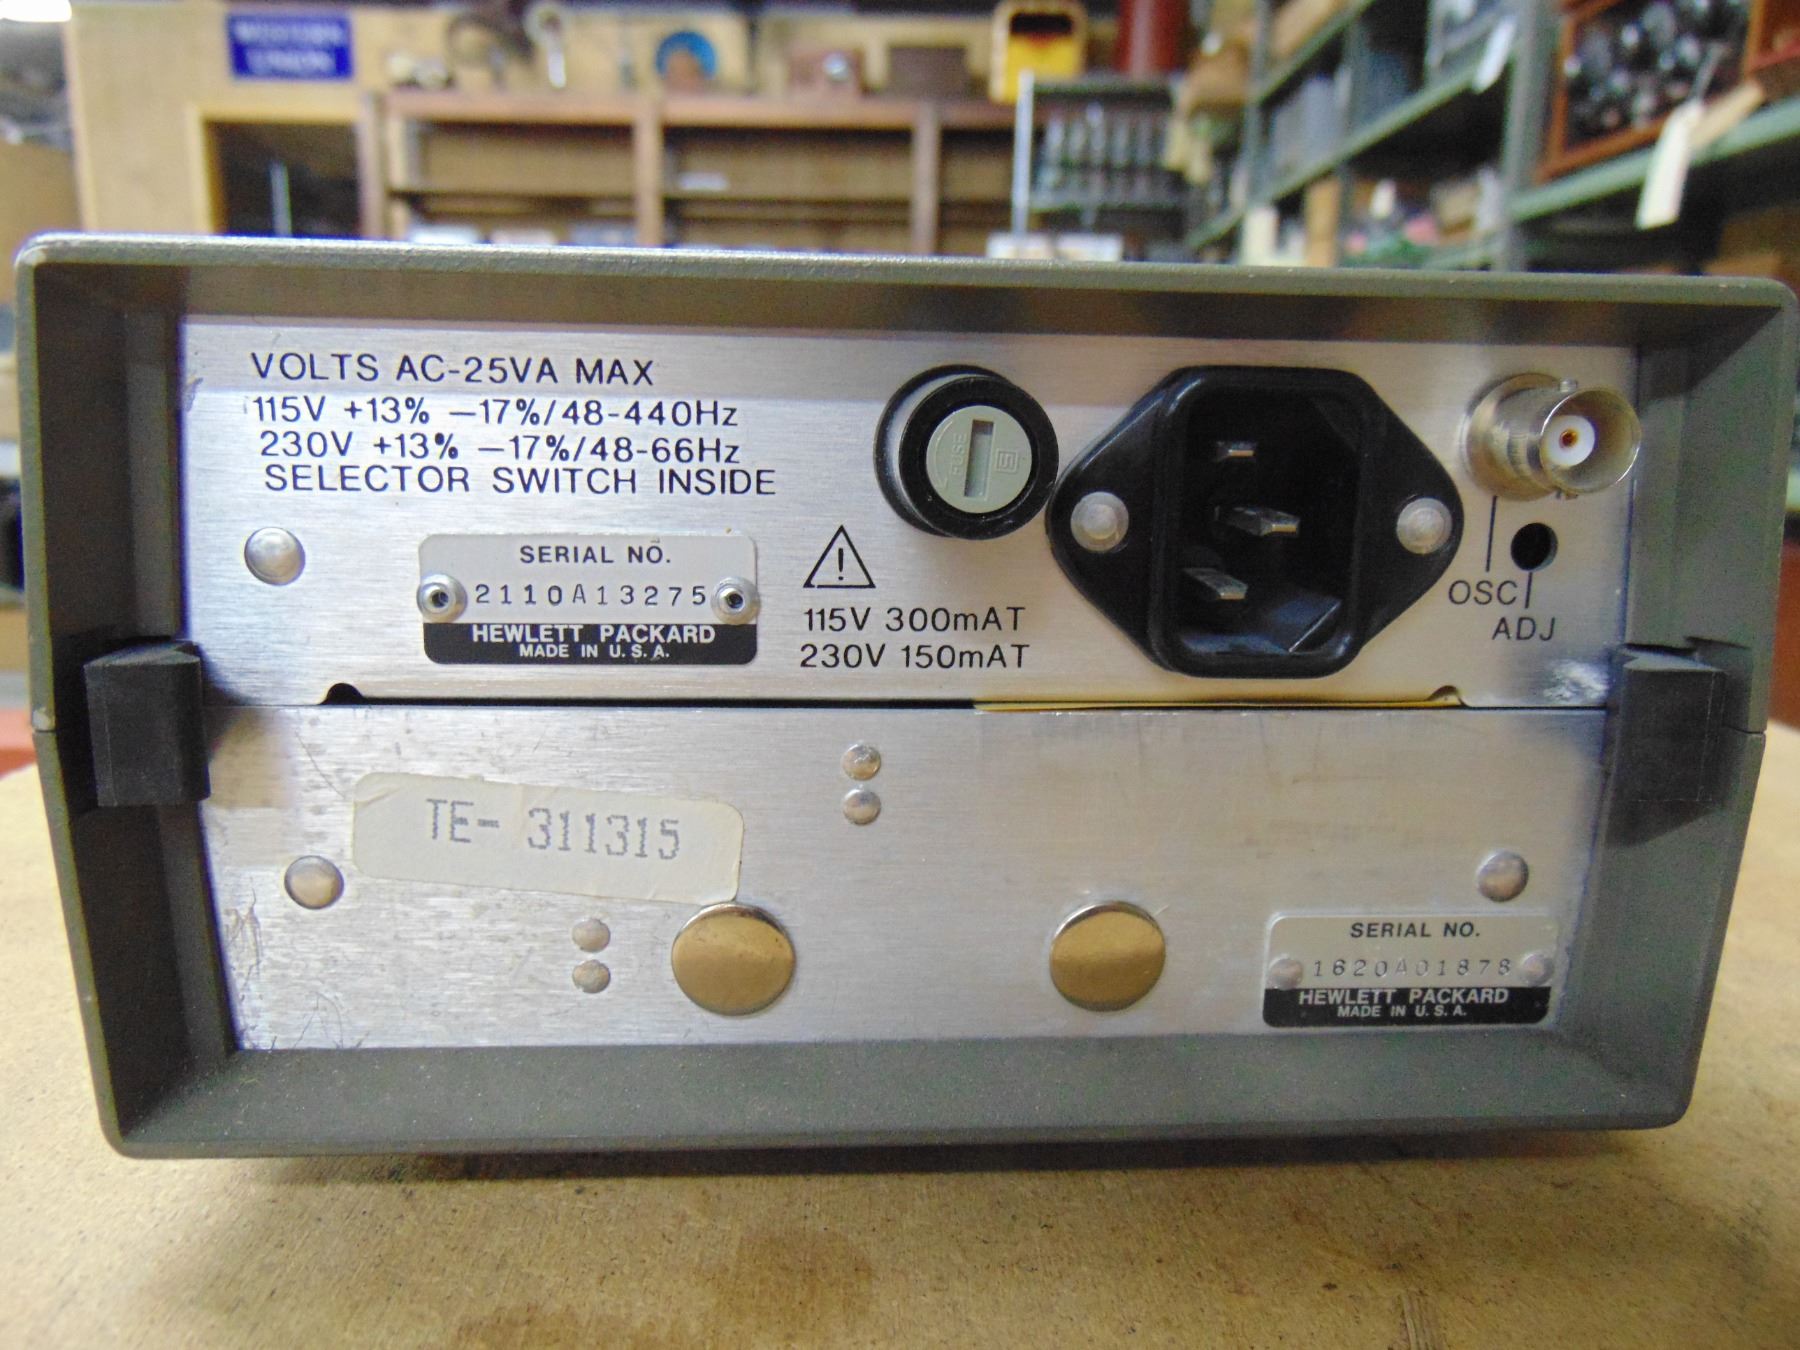 WESTERN
UNION
VOLTS AC-25VA MAX
115V +13% -17%/48-440Hz
230V +13% -17%/48-66Hz
SELECTOR SWITCH INSIDE
FUSE
SERIAL NO.
2110A13275
HEWLETT PACKARD
MADE IN U.S.A.
!
115V 300mAT
230V 150mAT
OSC
ADJ
TE- 311315
SERIAL NO.
1620A01878
HEWLETT PACKARD
MADE IN U.S.A.